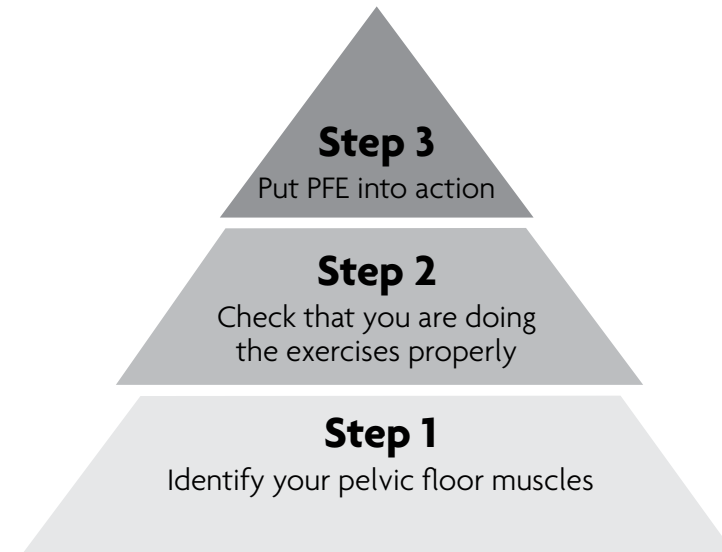 Step 3
Put PFE into action
Step 2
Check that you are doing
the exercises properly
Step 1
Identify your pelvic floor muscles